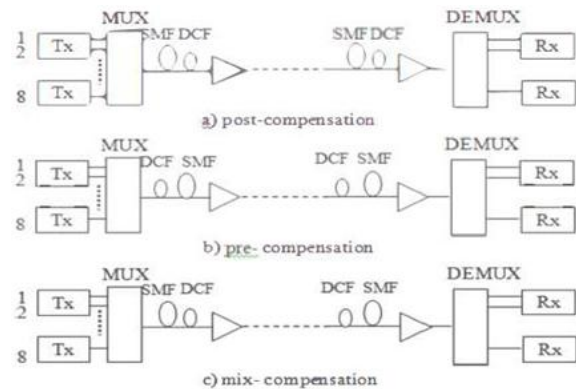 MUX DEMUX
1 Tx SMF DCF SMF DCF Rx
2
8 Tx Rx
a) post-compensation
MUX DEMUX
1 Tx DCF SMF DCF SMF Rx
2
8 Tx Rx
b) pre- compensation
MUX DEMUX
1 Tx SMF DCF DCF SMF Rx
2
8 Tx Rx
c) mix- compensation